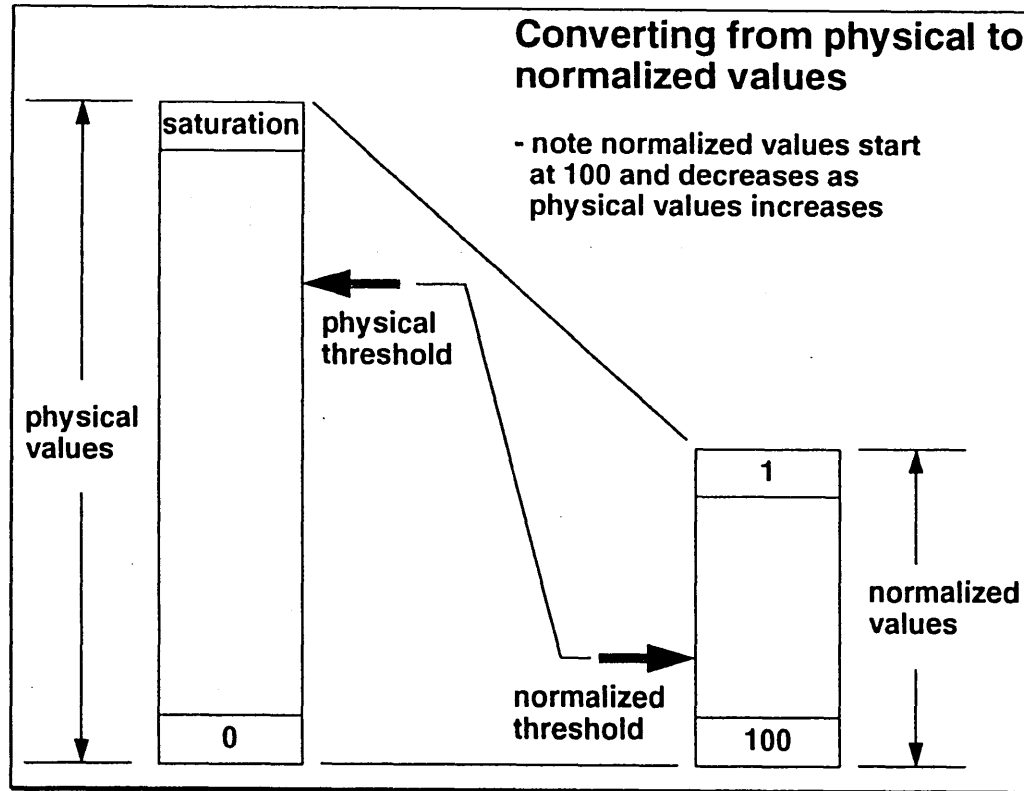 Converting from physical to
normalized values
- note normalized values start
at 100 and decreases as
physical values increases
saturation
physical
threshold
physical
values
1
normalized
values
normalized
threshold
0
100